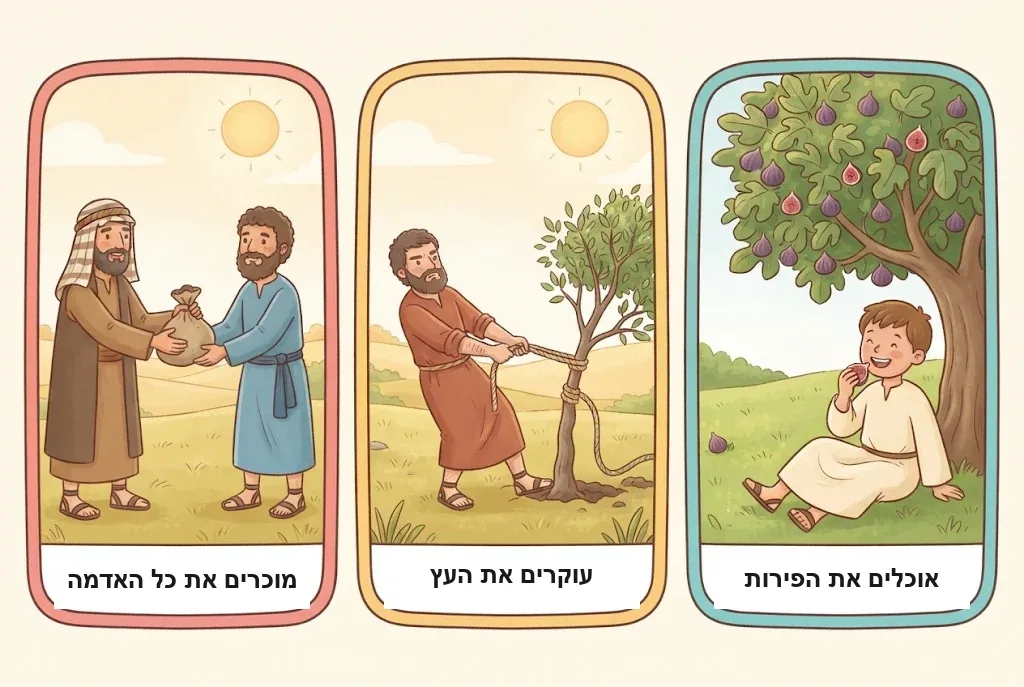 אוכלים את הפירות
עוקרים את העץ
מוכרים את כל האדמה